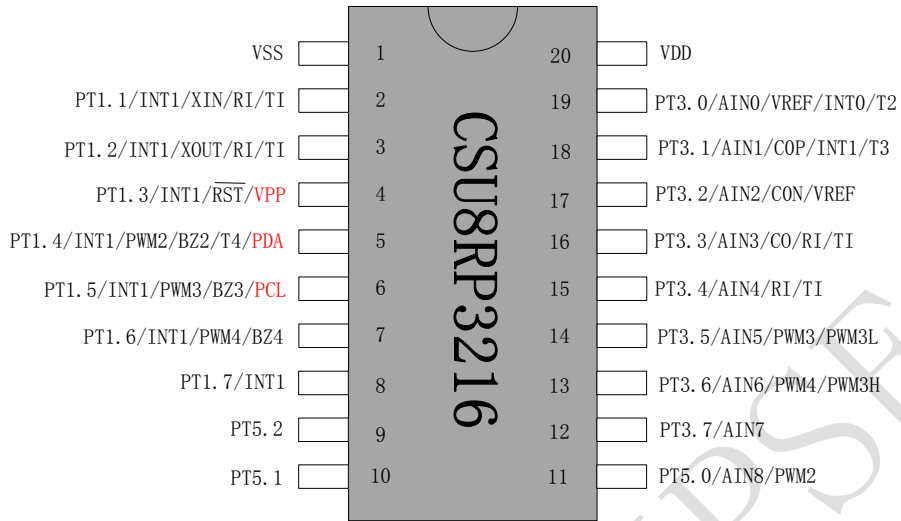 VSS 1 20 VDD
PT1.1/INT1/XIN/RI/TI 2 19 PT3.0/AIN0/VREF/INT0/T2
PT1.2/INT1/XOUT/RI/TI 3 18 PT3.1/AIN1/COP/INT1/T3
PT1.3/INT1/RST/VPP 4 17 PT3.2/AIN2/CON/VREF
PT1.4/INT1/PWM2/BZ2/T4/PDA 5 16 PT3.3/AIN3/CO/RI/TI
PT1.5/INT1/PWM3/BZ3/PCL 6 15 PT3.4/AIN4/RI/TI
PT1.6/INT1/PWM4/BZ4 7 14 PT3.5/AIN5/PWM3/PWM3L
PT1.7/INT1 8 13 PT3.6/AIN6/PWM4/PWM3H
PT5.2 9 12 PT3.7/AIN7
PT5.1 10 11 PT5.0/AIN8/PWM2
CSU8RP3216